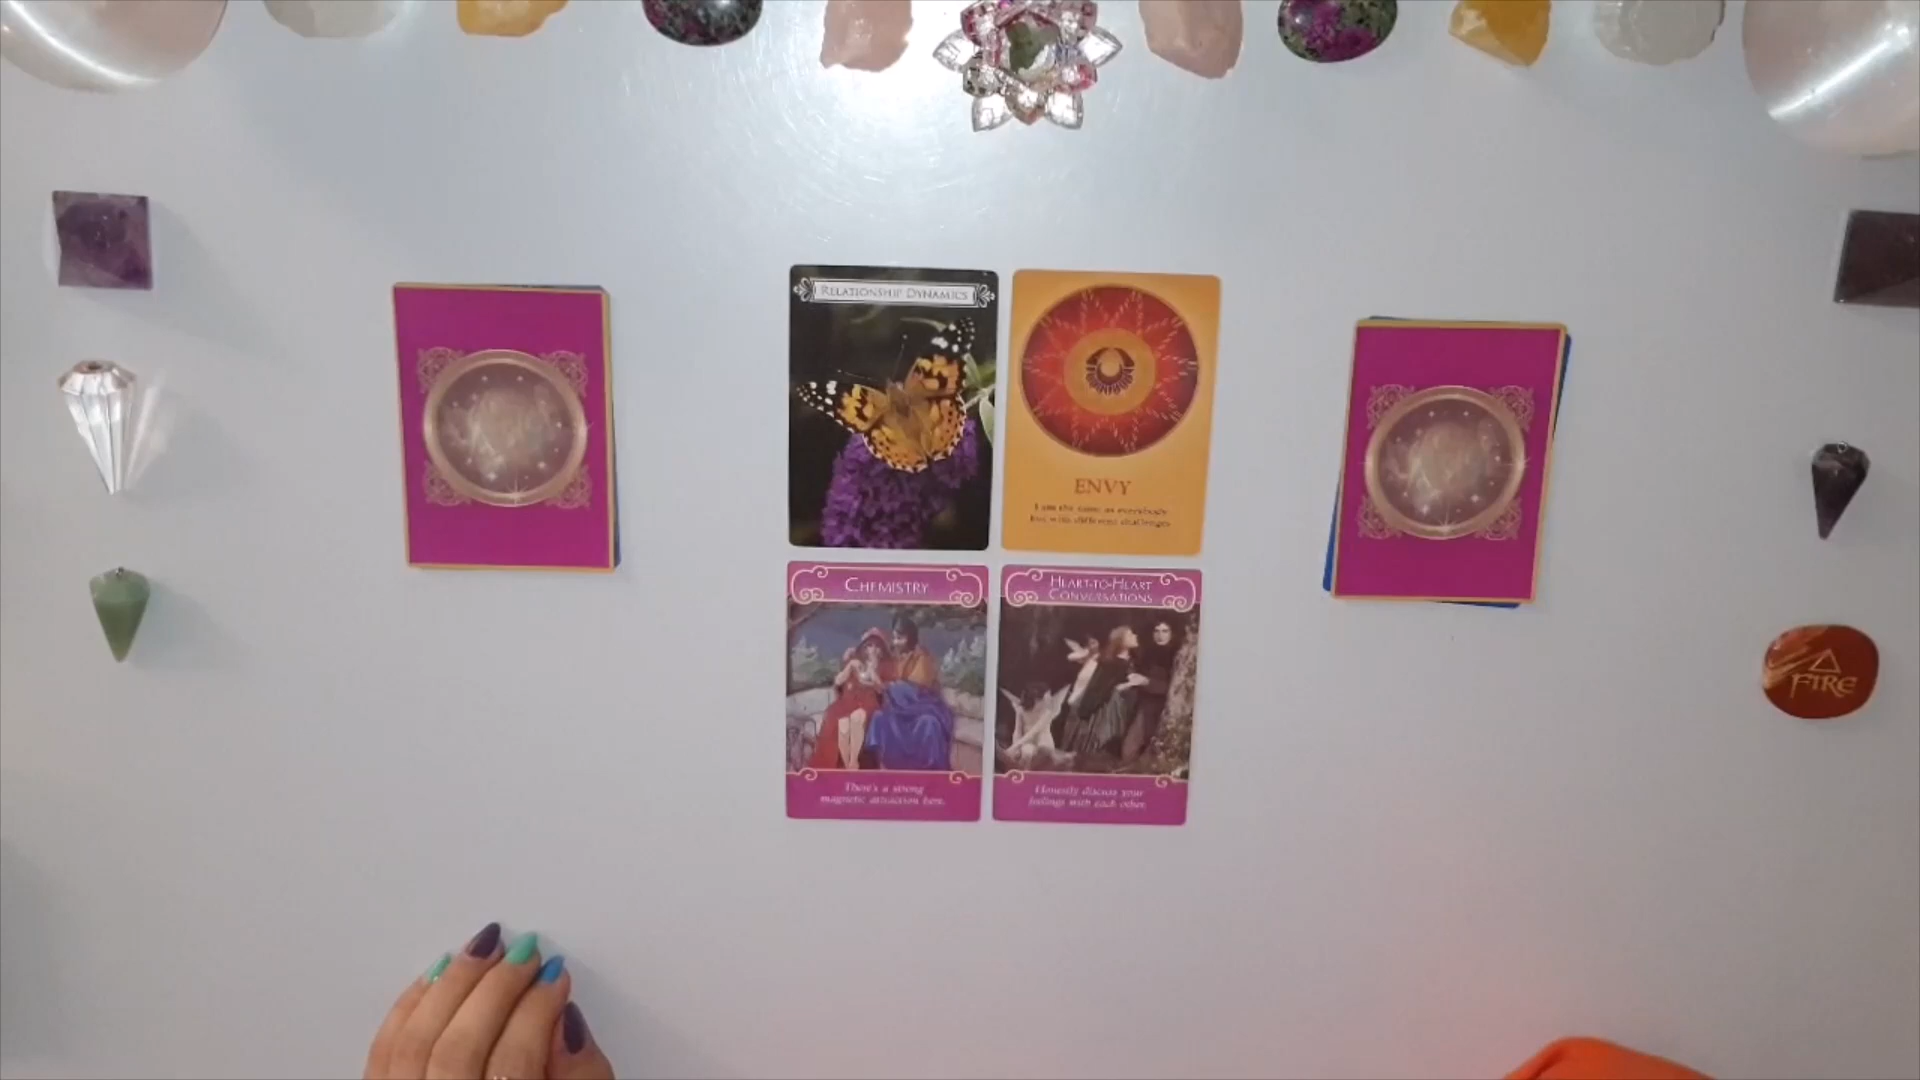 RELATIONSHIP DYNAMICS
ENVY
I am the same as everybody
but with different challenges
CHEMISTRY
There's a strong
magnetic attraction here.
HEART-TO-HEART
CONVERSATIONS
Honestly discuss your
feelings with each other.
FIRE